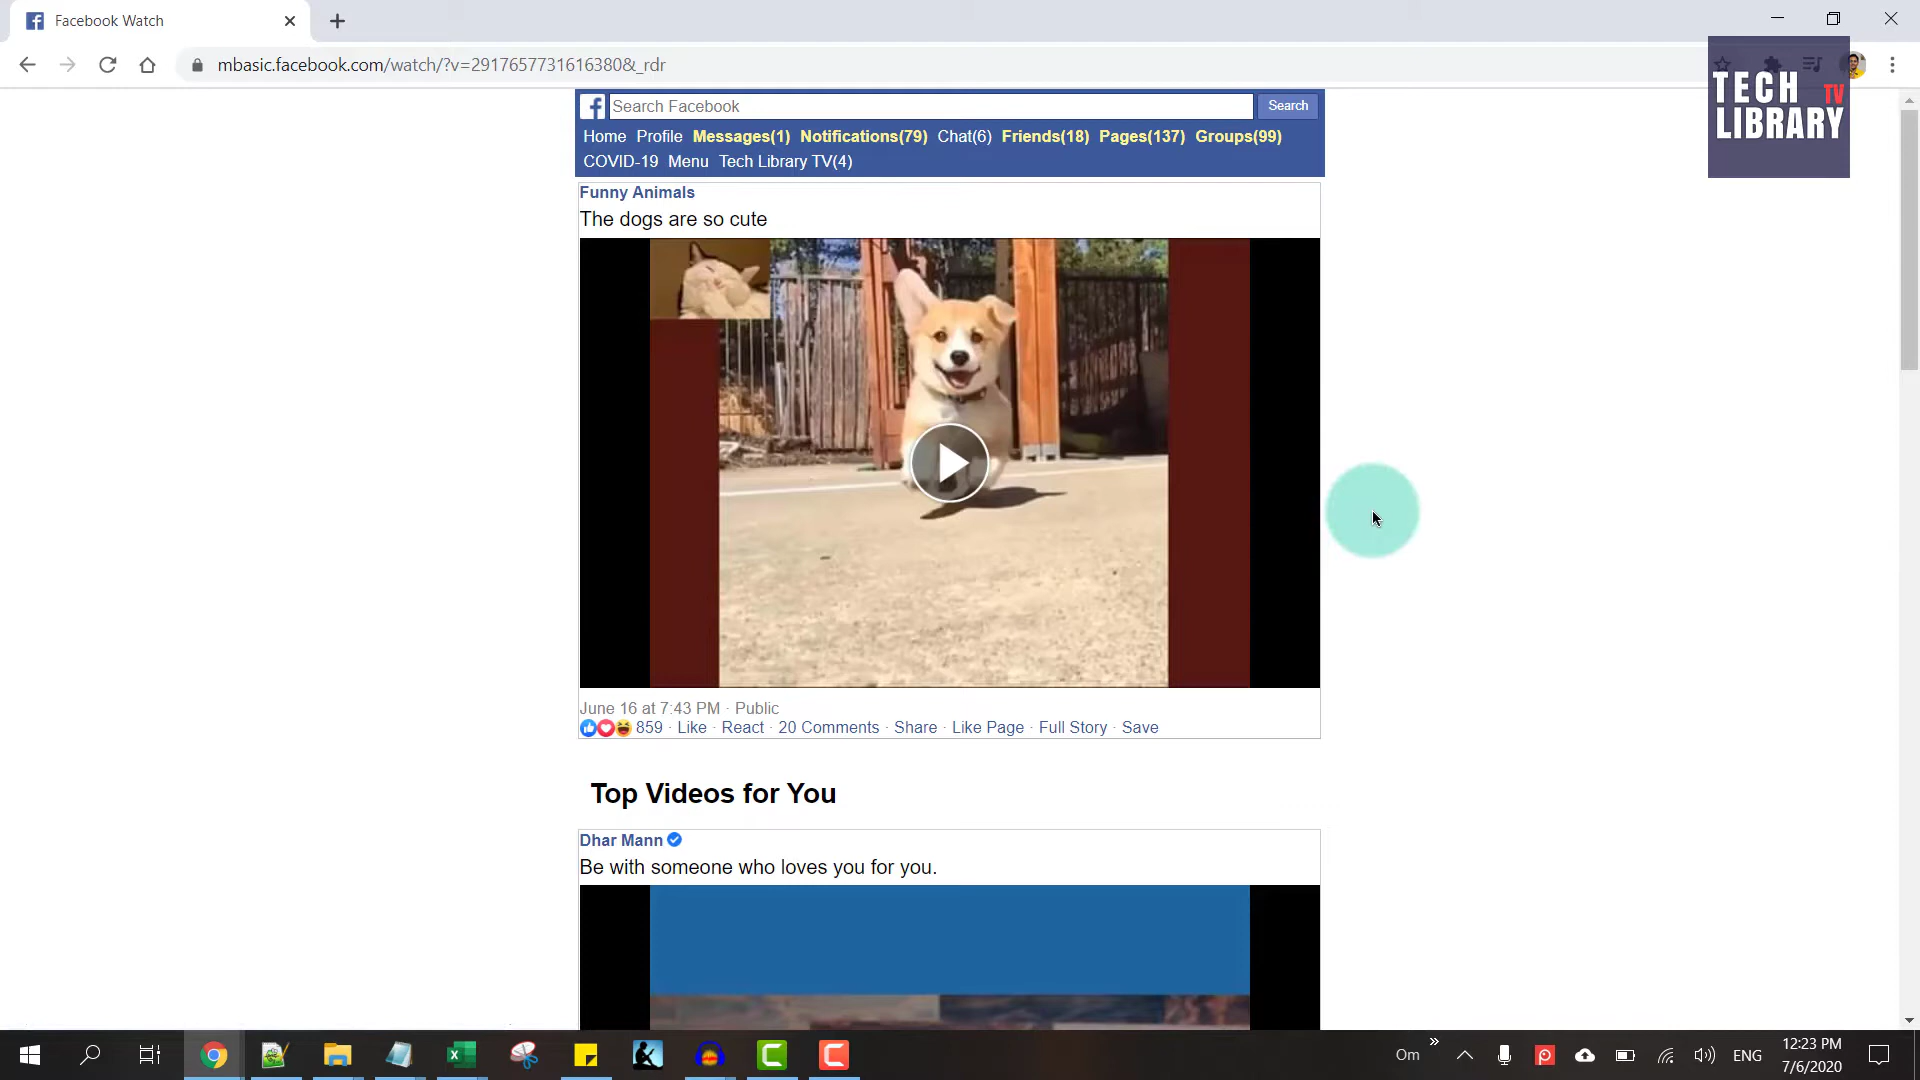 Facebook Watch
mbasic.facebook.com/watch/?v=29176577316163808&_rdr
TECH TV
LIBRARY
Search Facebook
Search
Home Profile Messages(1) Notifications(79) Chat(6) Friends(18) Pages(137) Groups(99)
COVID-19 Menu Tech Library TV(4)
Funny Animals
The dogs are so cute
June 16 at 7:43 PM · Public
859 · Like · React · 20 Comments · Share · Like Page · Full Story · Save
Top Videos for You
Dhar Mann
Be with someone who loves you for you.
Om
ENG
12:23 PM
7/6/2020